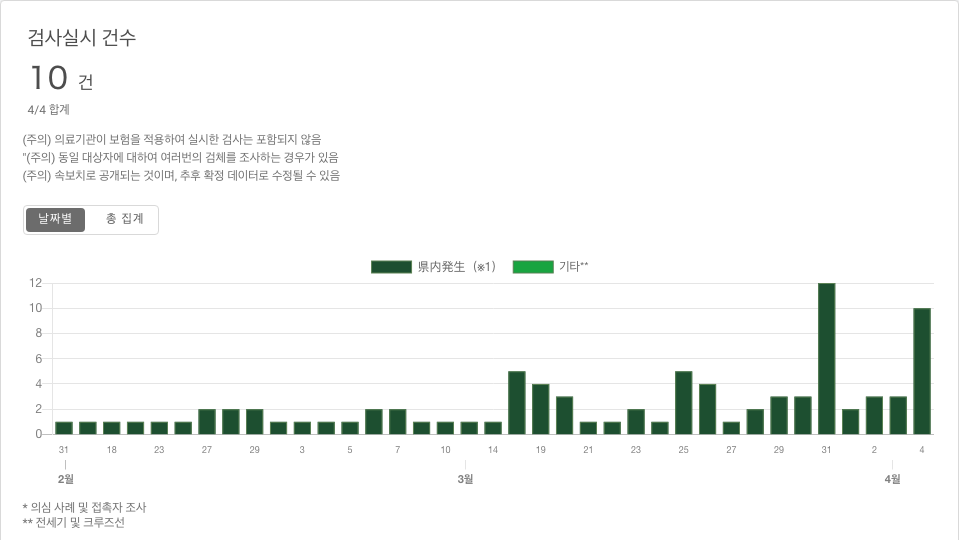 검사실시 건수
10 건
4/4 합계
(주의) 의료기관이 보험을 적용하여 실시한 검사는 포함되지 않음
"(주의) 동일 대상자에 대하여 여러번의 검체를 조사하는 경우가 있음
(주의) 속보치로 공개되는 것이며, 추후 확정 데이터로 수정될 수 있음
날짜별 총 집계
県内発生（※1） 기타**
12
10
8
6
4
2
0
31 18 23 27 29 3 5 7 10 14 19 21 23 25 27 29 31 2 4
2월 3월 4월
* 의심 사례 및 접촉자 조사
** 전세기 및 크루즈선